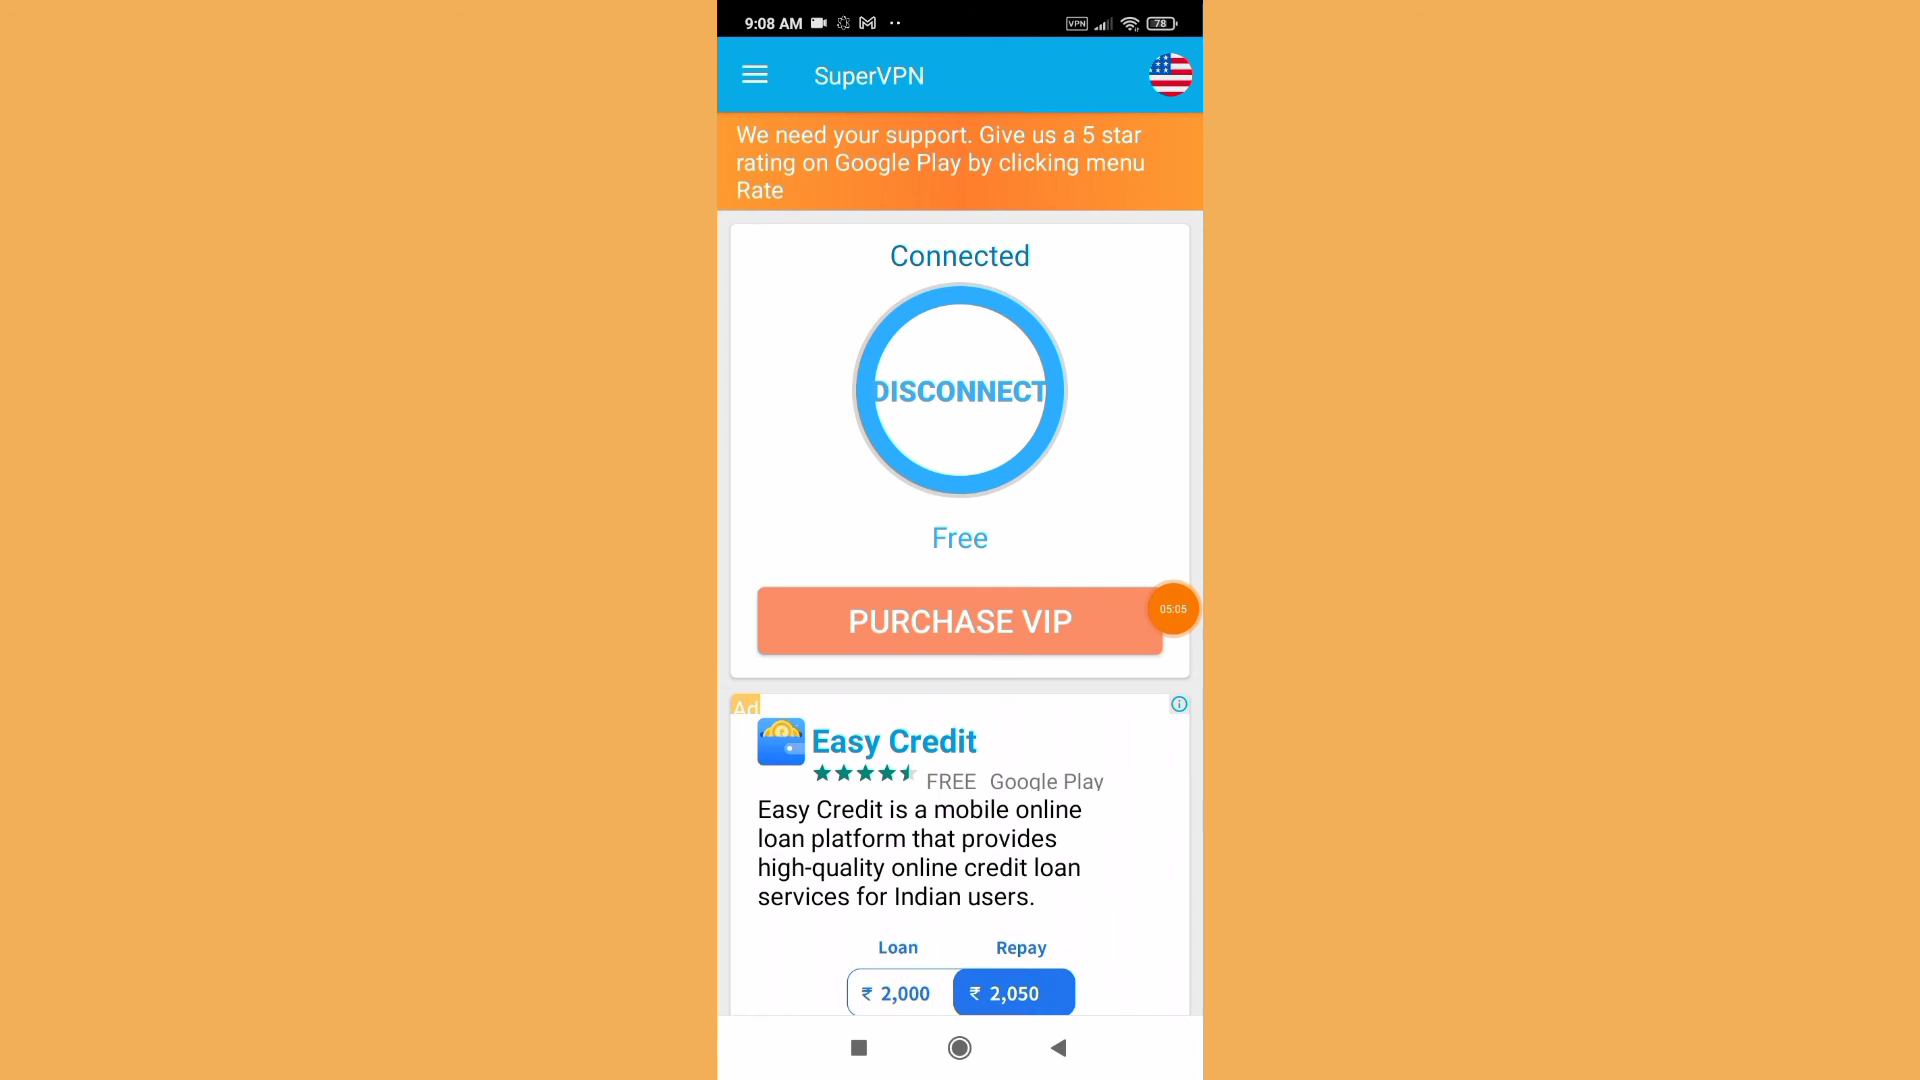 9:08 AM
VPN
78
SuperVPN
We need your support. Give us a 5 star
rating on Google Play by clicking menu
Rate
Connected
DISCONNECT
Free
PURCHASE VIP
05:05
Ad
Easy Credit
FREE Google Play
Easy Credit is a mobile online
loan platform that provides
high-quality online credit loan
services for Indian users.
Loan Repay
₹ 2,000 ₹ 2,050